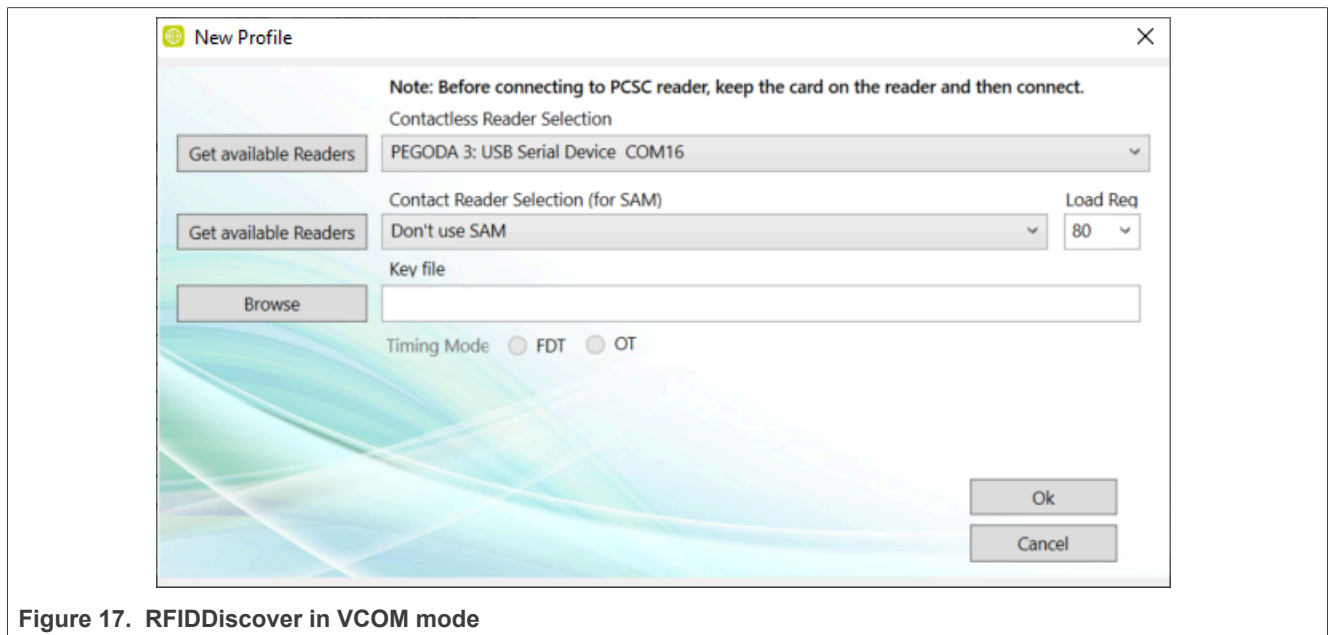 New Profile
Note: Before connecting to PCSC reader, keep the card on the reader and then connect.
Contactless Reader Selection
Get available Readers PEGODA 3: USB Serial Device COM16
Contact Reader Selection (for SAM) Load Req
Get available Readers Don't use SAM 80
Key file
Browse
Timing Mode FDT OT
Ok
Cancel
Figure 17. RFIDDiscover in VCOM mode